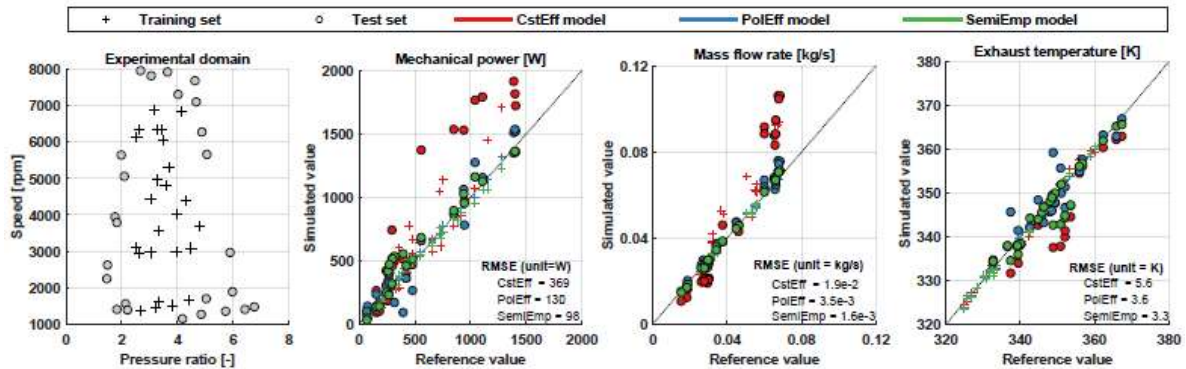 Training set Test set CstEff model PolEff model SemiEmp model
Experimental domain
8000
7000
6000
5000
4000
3000
2000
1000
Speed [rpm]
0 2 4 6 8
Pressure ratio [-]
Mechanical power [W]
2000
1500
1000
500
0
Simulated value
RMSE (unit=W)
CstEff = 369
PolEff = 130
SemiEmp = 98
0 500 1000 1500 2000
Reference value
Mass flow rate [kg/s]
0.12
0.08
0.04
0
Simulated value
RMSE (unit = kg/s)
CstEff = 1.9e-2
PolEff = 3.5e-3
SemiEmp = 1.6e-3
0 0.04 0.08 0.12
Reference value
Exhaust temperature [K]
380
370
360
350
340
330
320
Simulated value
RMSE (unit = K)
CstEff = 5.6
PolEff = 3.6
SemiEmp = 3.3
320 340 360 380
Reference value